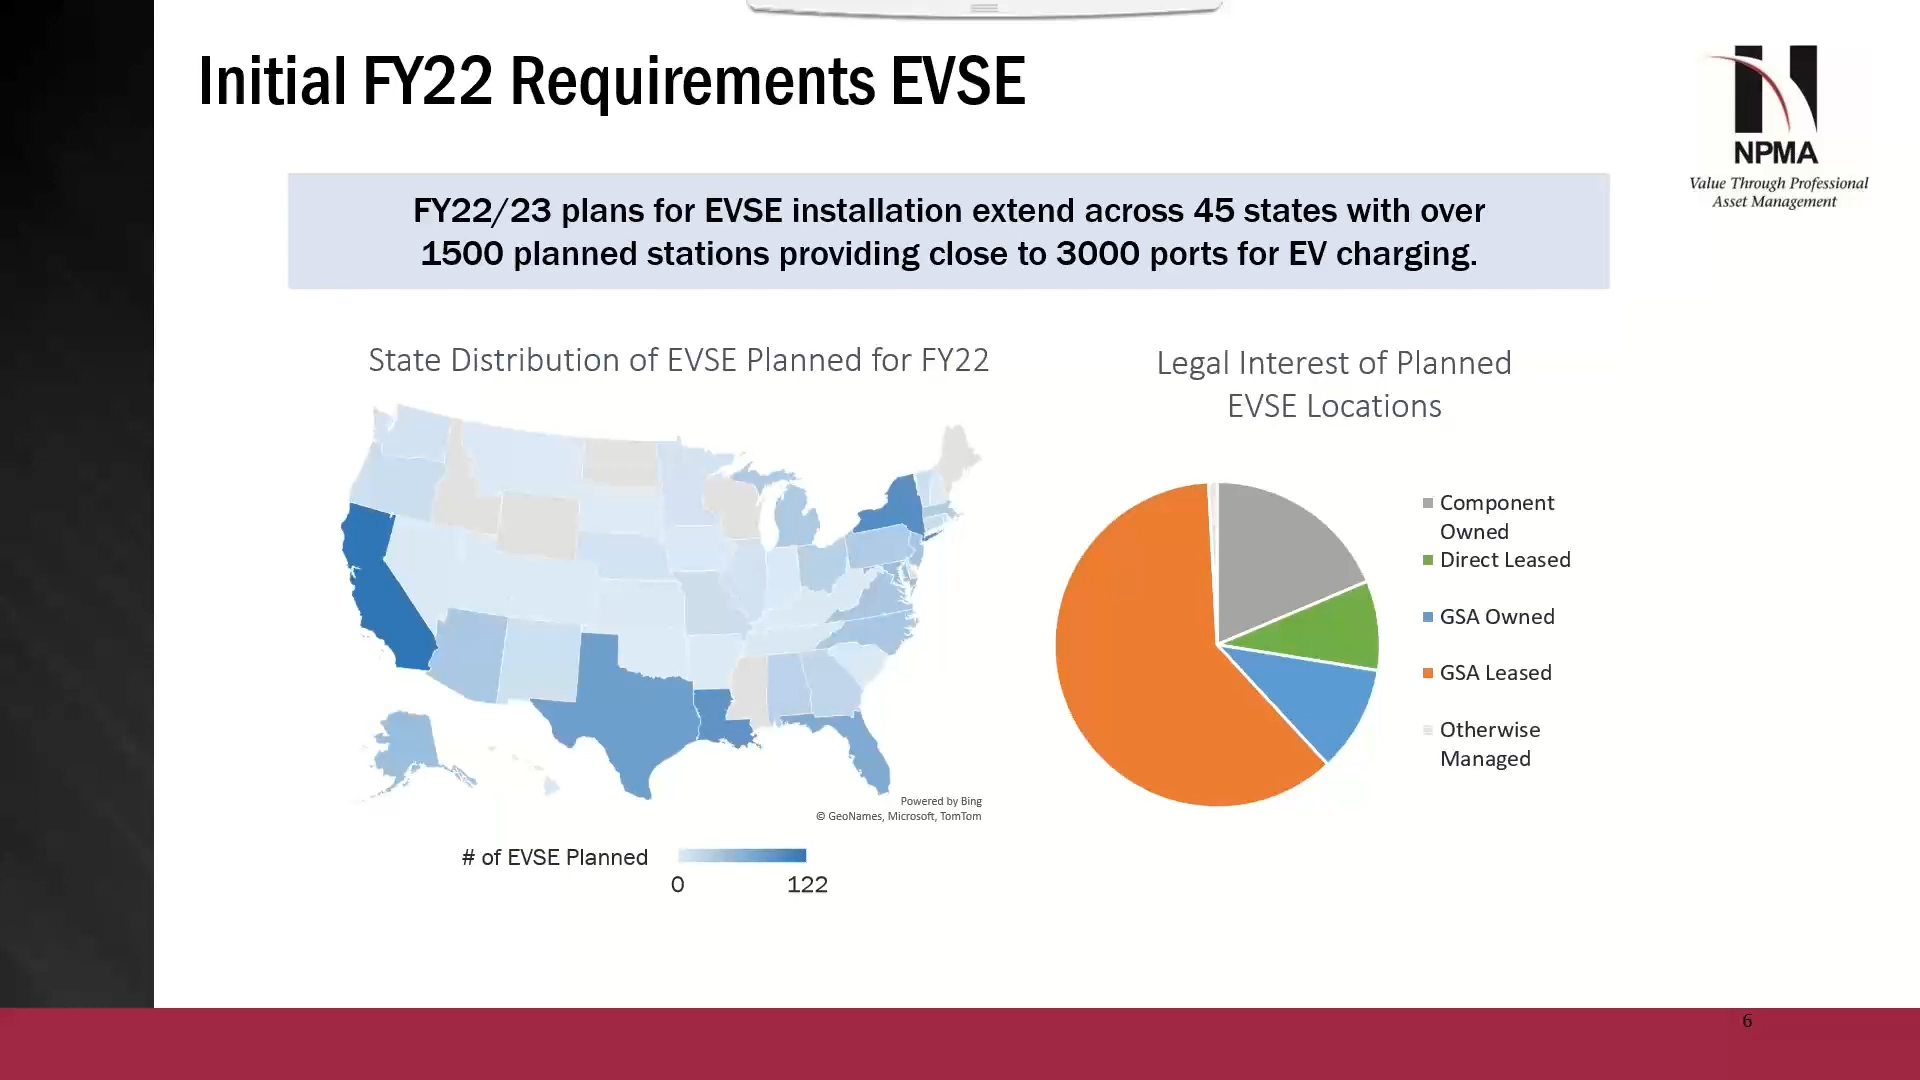 Initial FY22 Requirements EVSE
NPMA
Value Through Professional
Asset Management
FY22/23 plans for EVSE installation extend across 45 states with over
1500 planned stations providing close to 3000 ports for EV charging.
State Distribution of EVSE Planned for FY22
Powered by Bing
© GeoNames, Microsoft, TomTom
# of EVSE Planned
0 122
Legal Interest of Planned
EVSE Locations
Component
Owned
Direct Leased
GSA Owned
GSA Leased
Otherwise
Managed
6